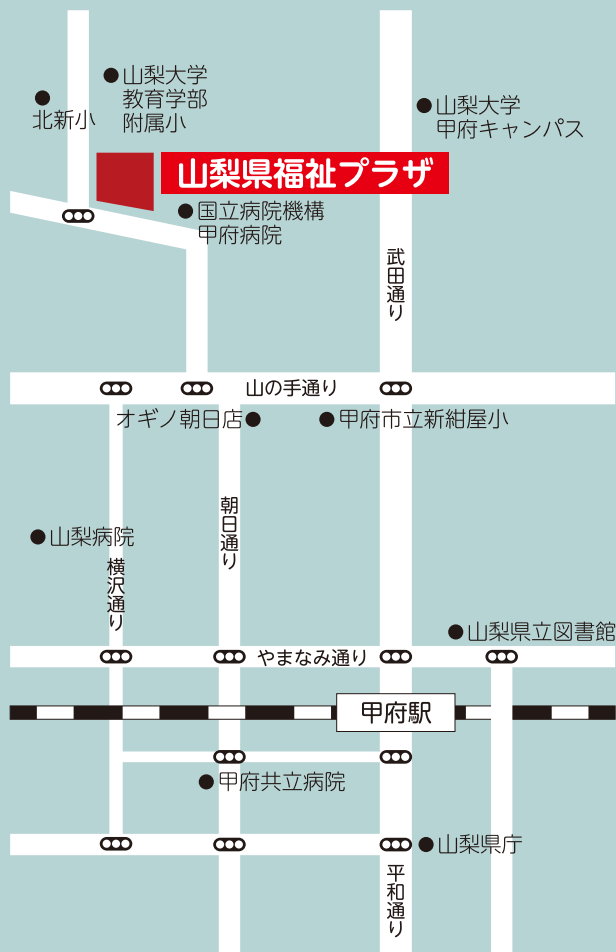 山梨大学
教育学部
附属小
北新小
山梨大学
甲府キャンパス
山梨県福祉プラザ
国立病院機構
甲府病院
武田通り
山の手通り
オギノ朝日店
甲府市立新紺屋小
朝日通り
山梨病院
横沢通り
山梨県立図書館
やまなみ通り
甲府駅
甲府共立病院
山梨県庁
平和通り